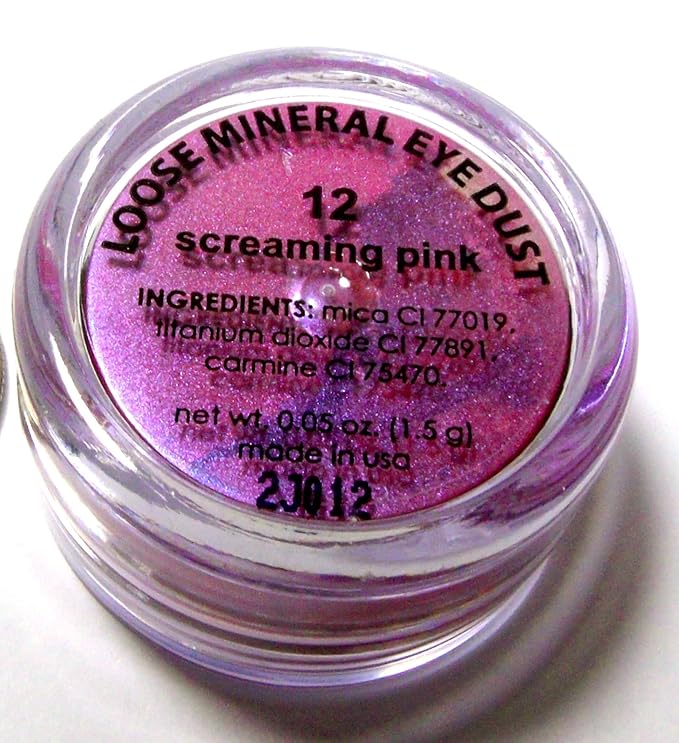 LOOSE MINERAL EYE DUST
12
screaming pink
INGREDIENTS: mica CI 77019,
titanium dioxide CI 77891,
carmine CI 75470.
net wt. 0.05 oz. (1.5 g)
made in usa
2J012